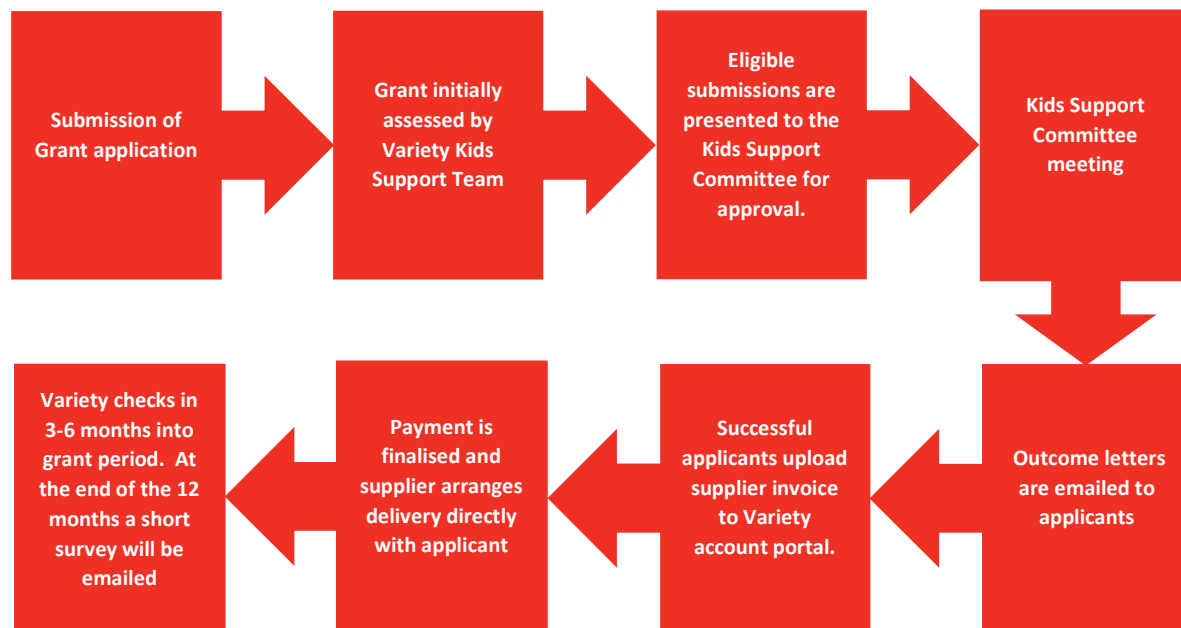 Submission of
Grant application
Grant initially
assessed by
Variety Kids
Support Team
Eligible
submissions are
presented to the
Kids Support
Committee for
approval.
Kids Support
Committee
meeting
Outcome letters
are emailed to
applicants
Successful
applicants upload
supplier invoice
to Variety
account portal.
Payment is
finalised and
supplier arranges
delivery directly
with applicant
Variety checks in
3-6 months into
grant period.  At
the end of the 12
months a short
survey will be
emailed